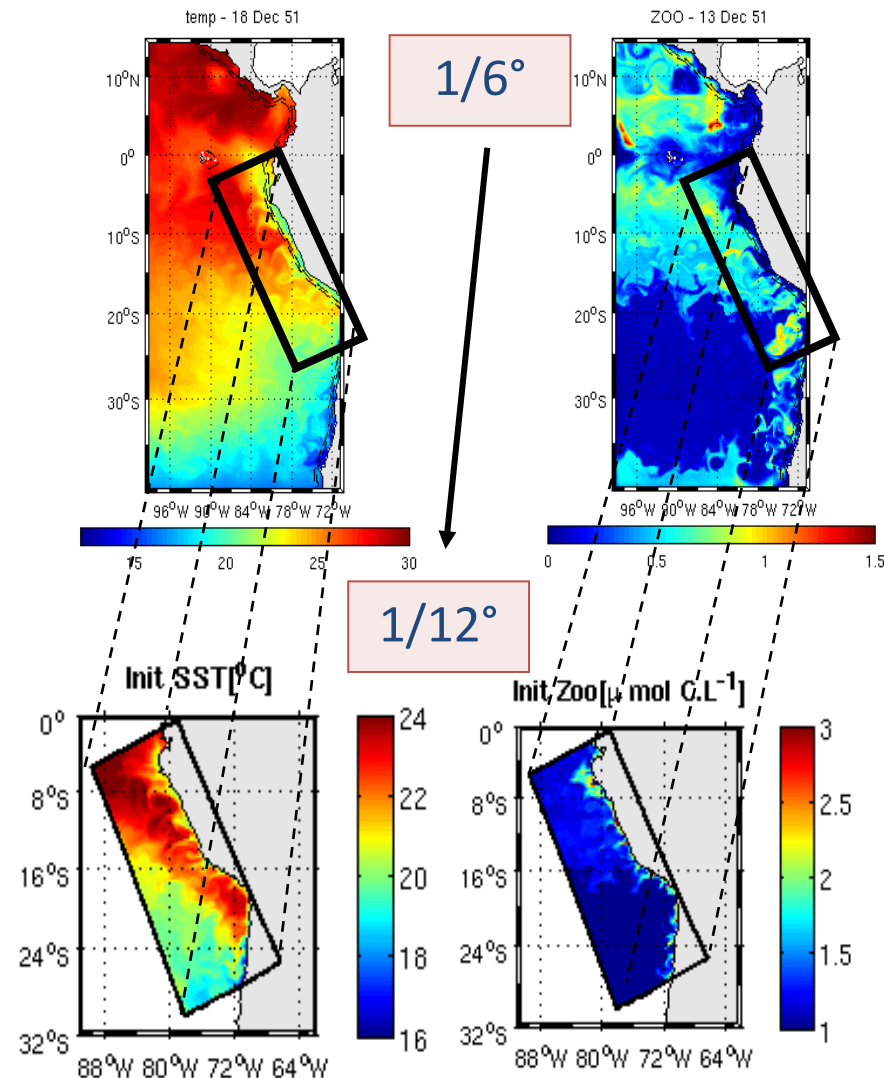 temp - 18 Dec 51
10°N
0°
10°S
20°S
30°S
96°W 90°W 84°W 78°W 72°W
15 20 25 30
1/6°
ZOO - 13 Dec 51
10°N
0°
10°S
20°S
30°S
96°W 90°W 84°W 78°W 72°W
0 0.5 1 1.5
1/12°
Init SST[⁰C]
0°
8°S
16°S
24°S
32°S
88°W 80°W 72°W 64°W
24
22
20
18
16
Init Zoo[μ mol C.L⁻¹]
0°
8°S
16°S
24°S
32°S
88°W 80°W 72°W 64°W
3
2.5
2
1.5
1